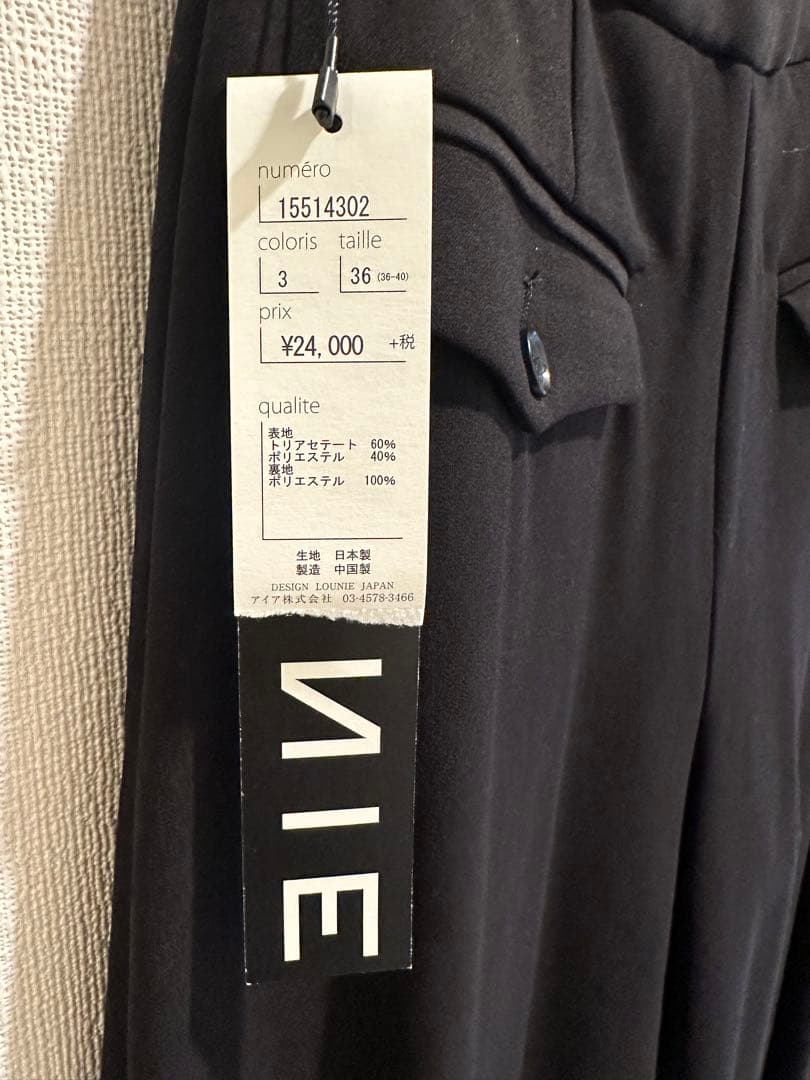 numéro
15514302
coloris taille
3 36 (36-40)
prix
¥24,000 +税
qualite
表地
トリアセテート 60%
ポリエステル 40%
裏地
ポリエステル 100%
生地 日本製
製造 中国製
DESIGN LOUNIE JAPAN
アイア株式会社 03-4578-3466
NIE